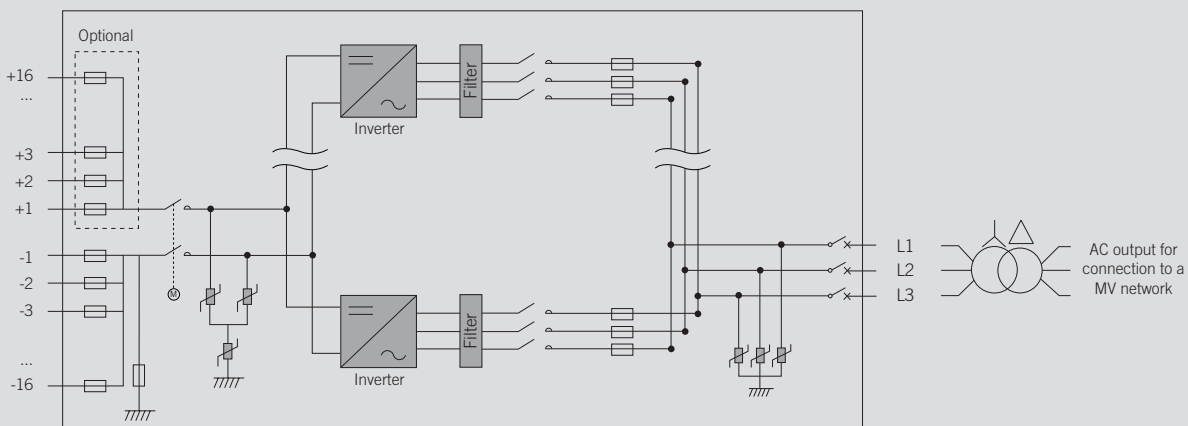 Optional
+16
...
+3
+2
+1
-1
-2
-3
...
-16
M
Inverter
Filter
Inverter
Filter
L1
L2
L3
AC output for
connection to a
MV network